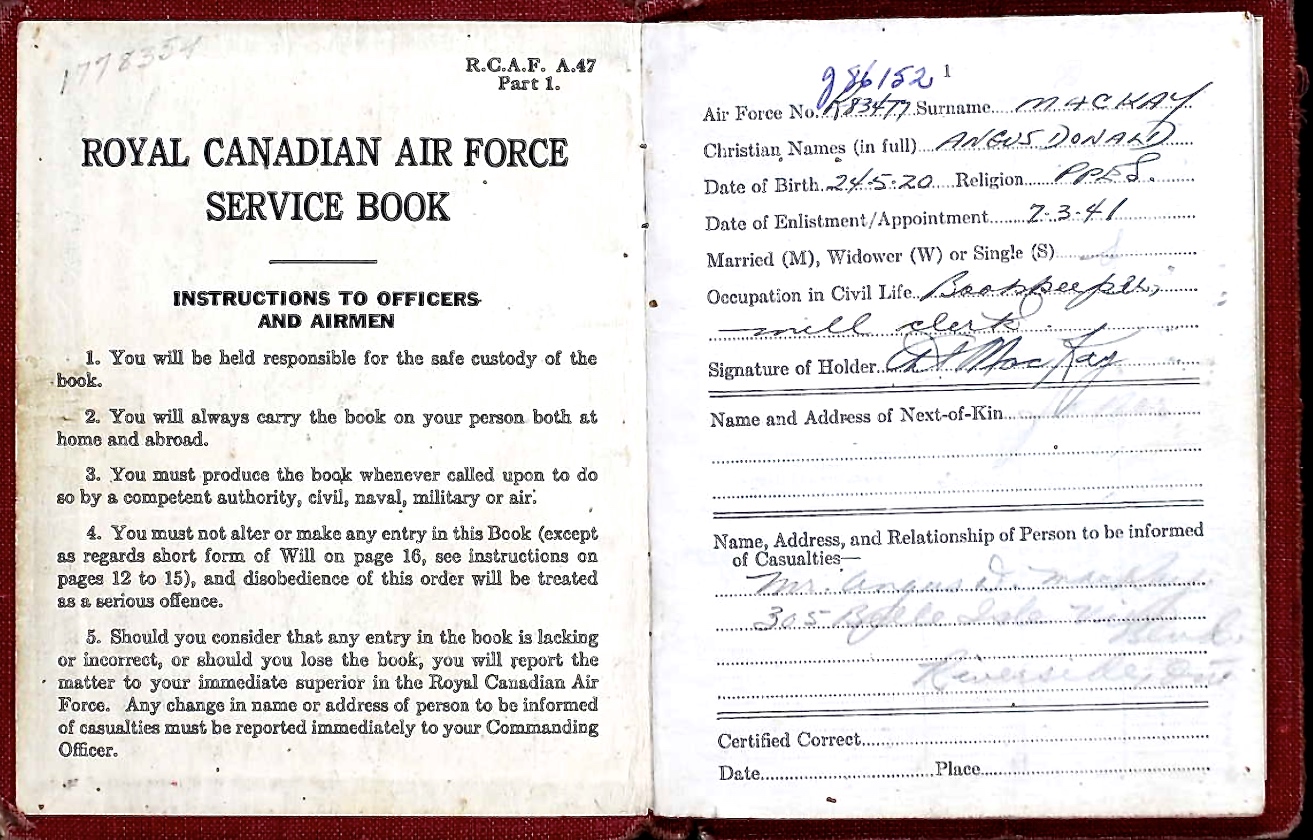 1778354
R.C.A.F. A.47
Part 1.
ROYAL CANADIAN AIR FORCE
SERVICE BOOK
INSTRUCTIONS TO OFFICERS
AND AIRMEN
1. You will be held responsible for the safe custody of the
book.
2. You will always carry the book on your person both at
home and abroad.
3. You must produce the book whenever called upon to do
so by a competent authority, civil, naval, military or air.
4. You must not alter or make any entry in this Book (except
as regards short form of Will on page 16, see instructions on
pages 12 to 15), and disobedience of this order will be treated
as a serious offence.
5. Should you consider that any entry in the book is lacking
or incorrect, or should you lose the book, you will report the
matter to your immediate superior in the Royal Canadian Air
Force. Any change in name or address of person to be informed
of casualties must be reported immediately to your Commanding
Officer.
J86152 1
Air Force No. R83477 Surname MACKAY
Christian Names (in full) ANGUS DONALD
Date of Birth 24-5-20 Religion PRES.
Date of Enlistment/Appointment 7-3-41
Married (M), Widower (W) or Single (S)
Occupation in Civil Life Bookkeeper,
mill clerk
Signature of Holder AD MacKay
Name and Address of Next-of-Kin
Name, Address, and Relationship of Person to be informed
of Casualties—
Mr. Angus D. MacKay
305 Belle Isle View
Riverside, Ont
Certified Correct
Date Place